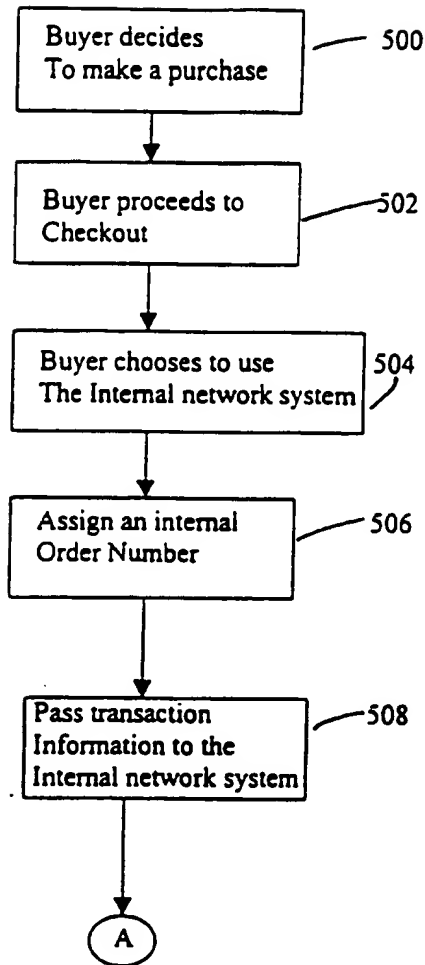 Buyer decides
To make a purchase
500
Buyer proceeds to
Checkout
502
Buyer chooses to use
The Internal network system
504
Assign an internal
Order Number
506
Pass transaction
Information to the
Internal network system
508
A